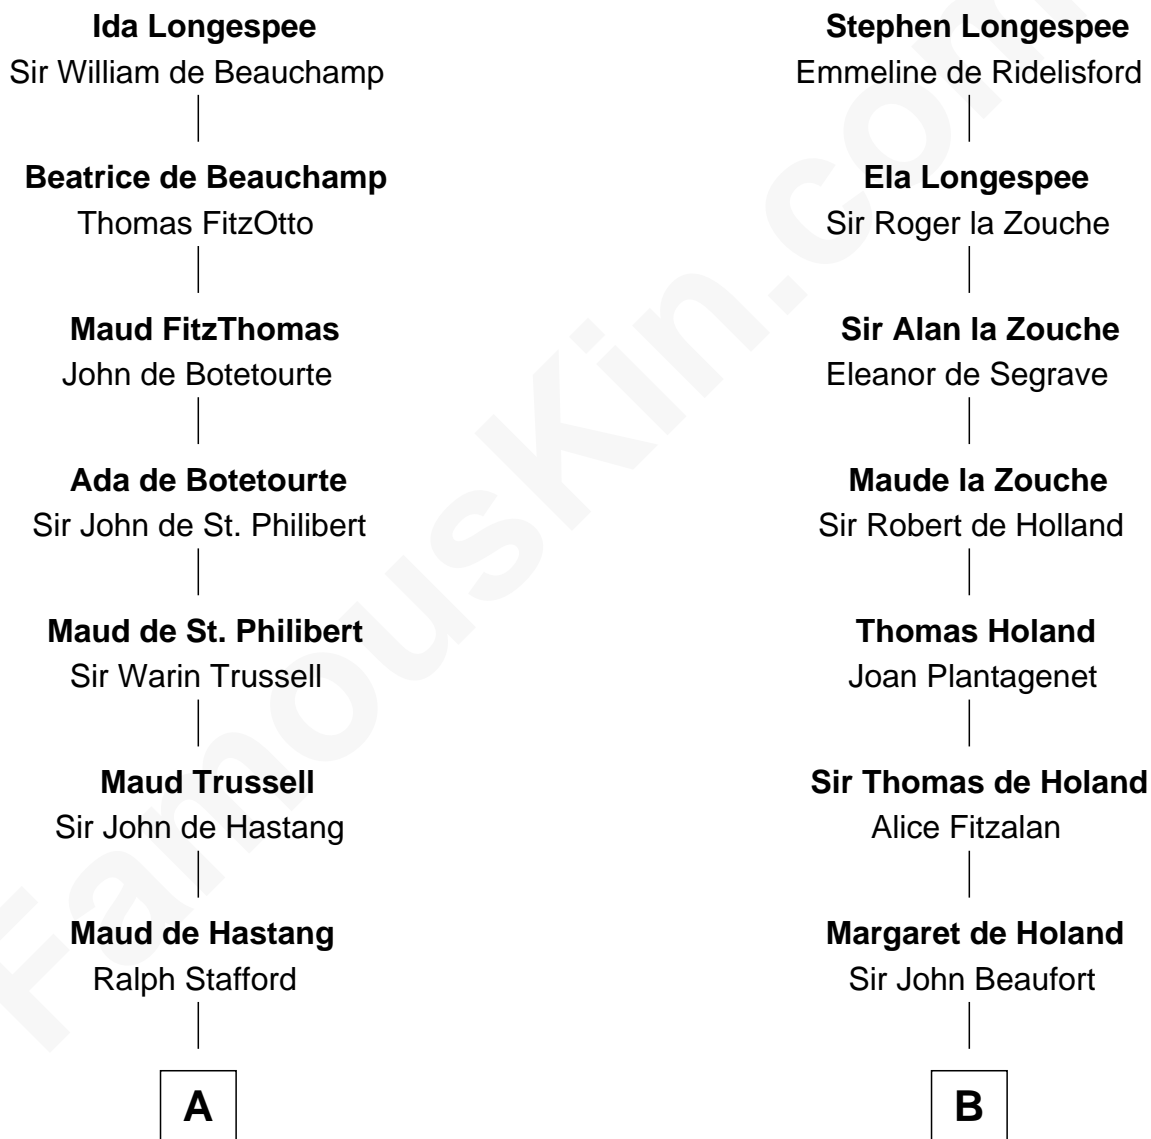 Ida Longespee
Sir William de Beauchamp
Beatrice de Beauchamp
Thomas FitzOtto
Maud FitzThomas
John de Botetourte
Ada de Botetourte
Sir John de St. Philibert
Maud de St. Philibert
Sir Warin Trussell
Maud Trussell
Sir John de Hastang
Maud de Hastang
Ralph Stafford
A
Stephen Longespee
Emmeline de Ridelisford
Ela Longespee
Sir Roger la Zouche
Sir Alan la Zouche
Eleanor de Segrave
Maude la Zouche
Sir Robert de Holland
Thomas Holand
Joan Plantagenet
Sir Thomas de Holand
Alice Fitzalan
Margaret de Holand
Sir John Beaufort
B
FamousKin.com